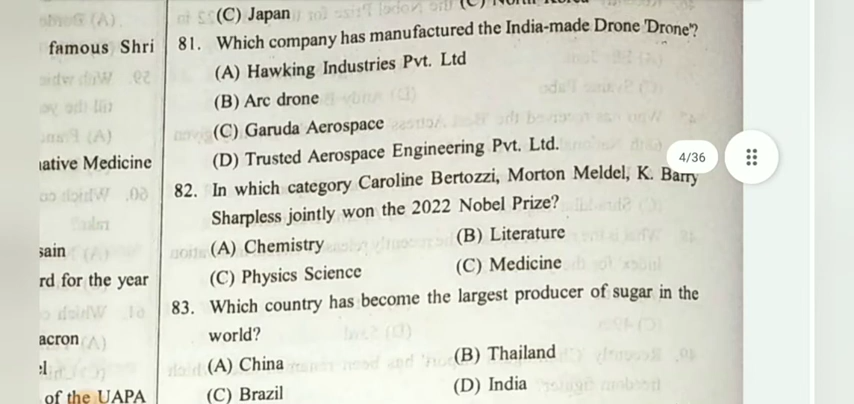 (C) Japan
famous Shri
81. Which company has manufactured the India-made Drone 'Drone'?
(A) Hawking Industries Pvt. Ltd
(B) Arc drone
(C) Garuda Aerospace
ative Medicine
(D) Trusted Aerospace Engineering Pvt. Ltd.
4/36
82. In which category Caroline Bertozzi, Morton Meldel, K. Barry
Sharpless jointly won the 2022 Nobel Prize?
sain
(A) Chemistry (B) Literature
rd for the year
(C) Physics Science (C) Medicine
83. Which country has become the largest producer of sugar in the
world?
acron
(A) China (B) Thailand
of the UAPA
(C) Brazil (D) India